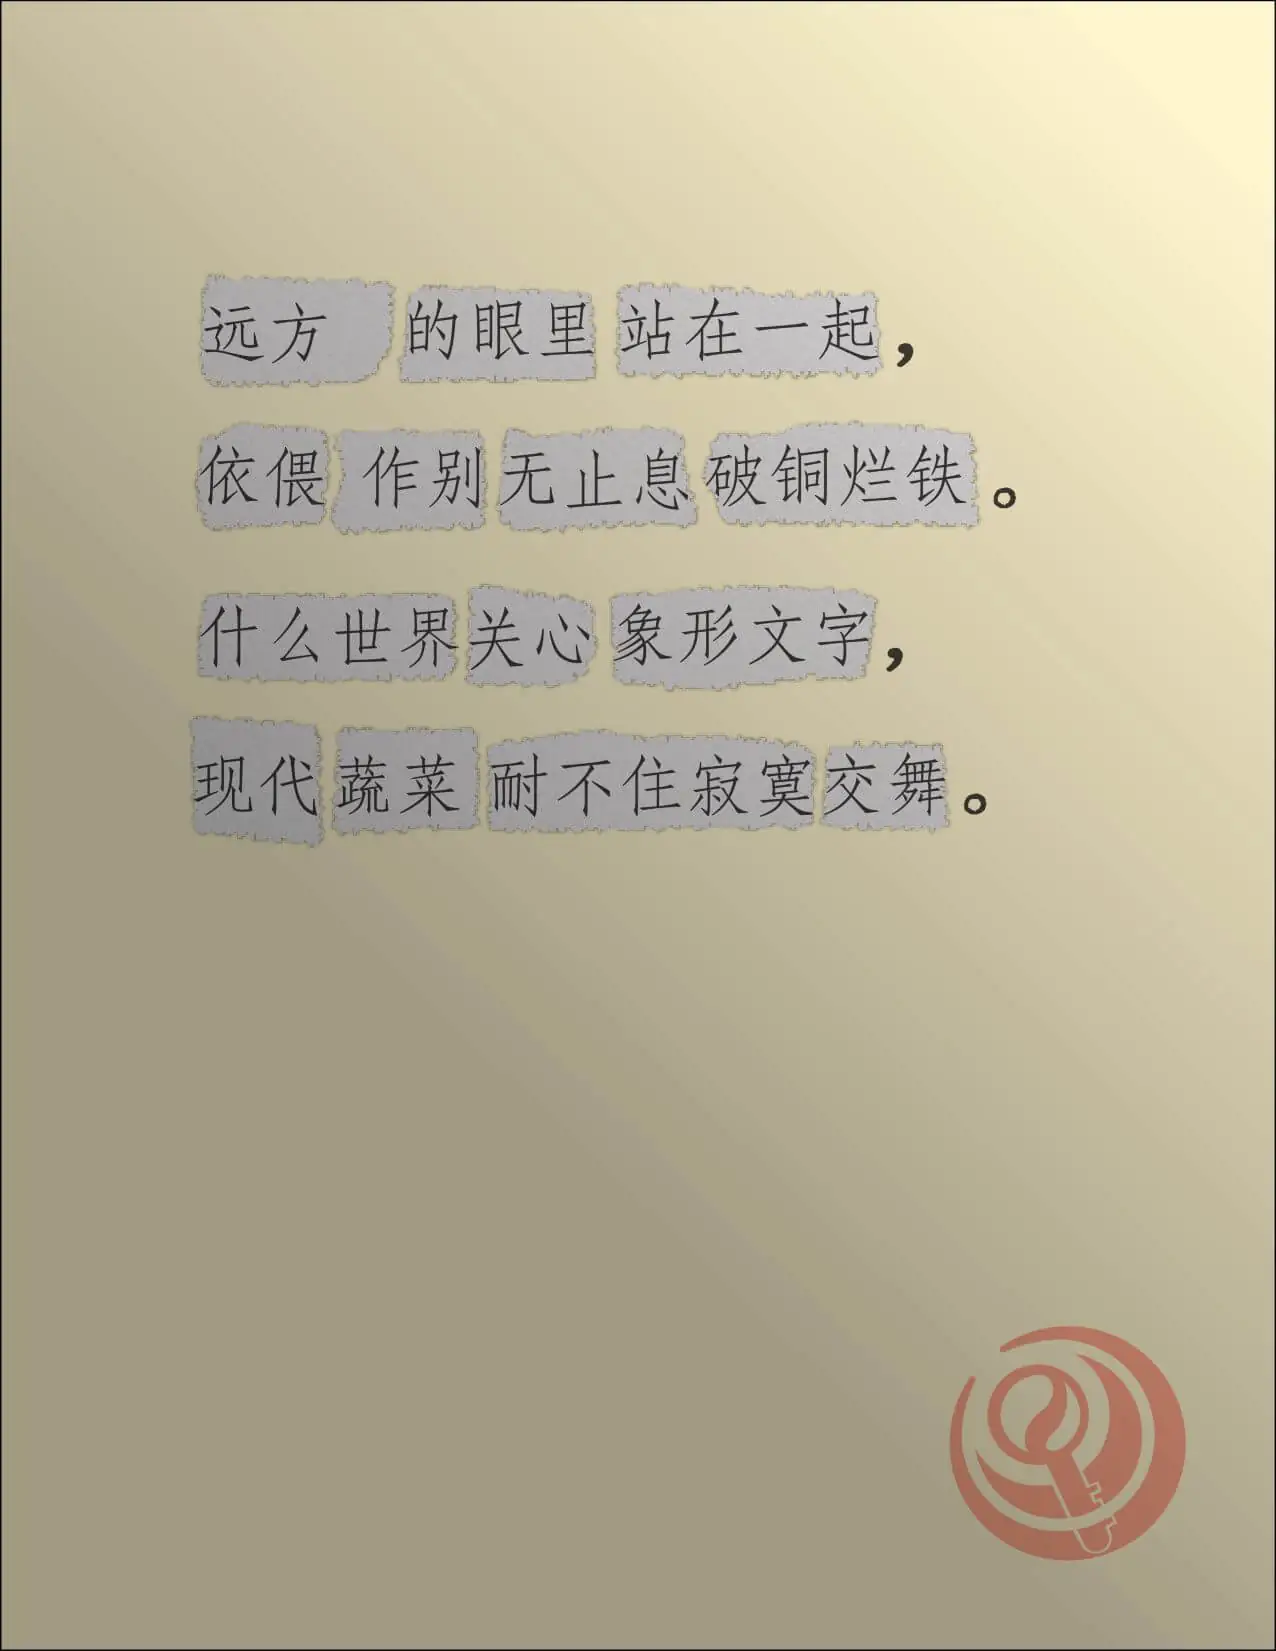 远方 的眼里 站在一起，
依偎 作别 无止息 破铜烂铁。
什么世界 关心 象形文字，
现代 蔬菜 耐不住寂寞 交舞。